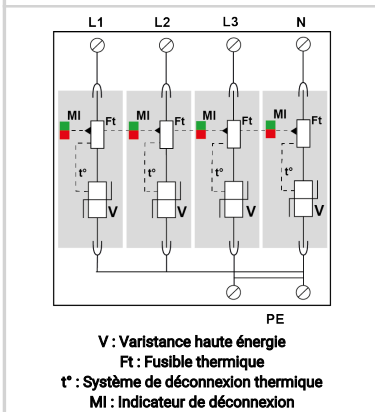 L1 L2 L3 N
MI Ft MI Ft MI Ft MI Ft
t° t° t° t°
V V V V
PE
V : Varistance haute énergie
Ft : Fusible thermique
t° : Système de déconnexion thermique
MI : Indicateur de déconnexion